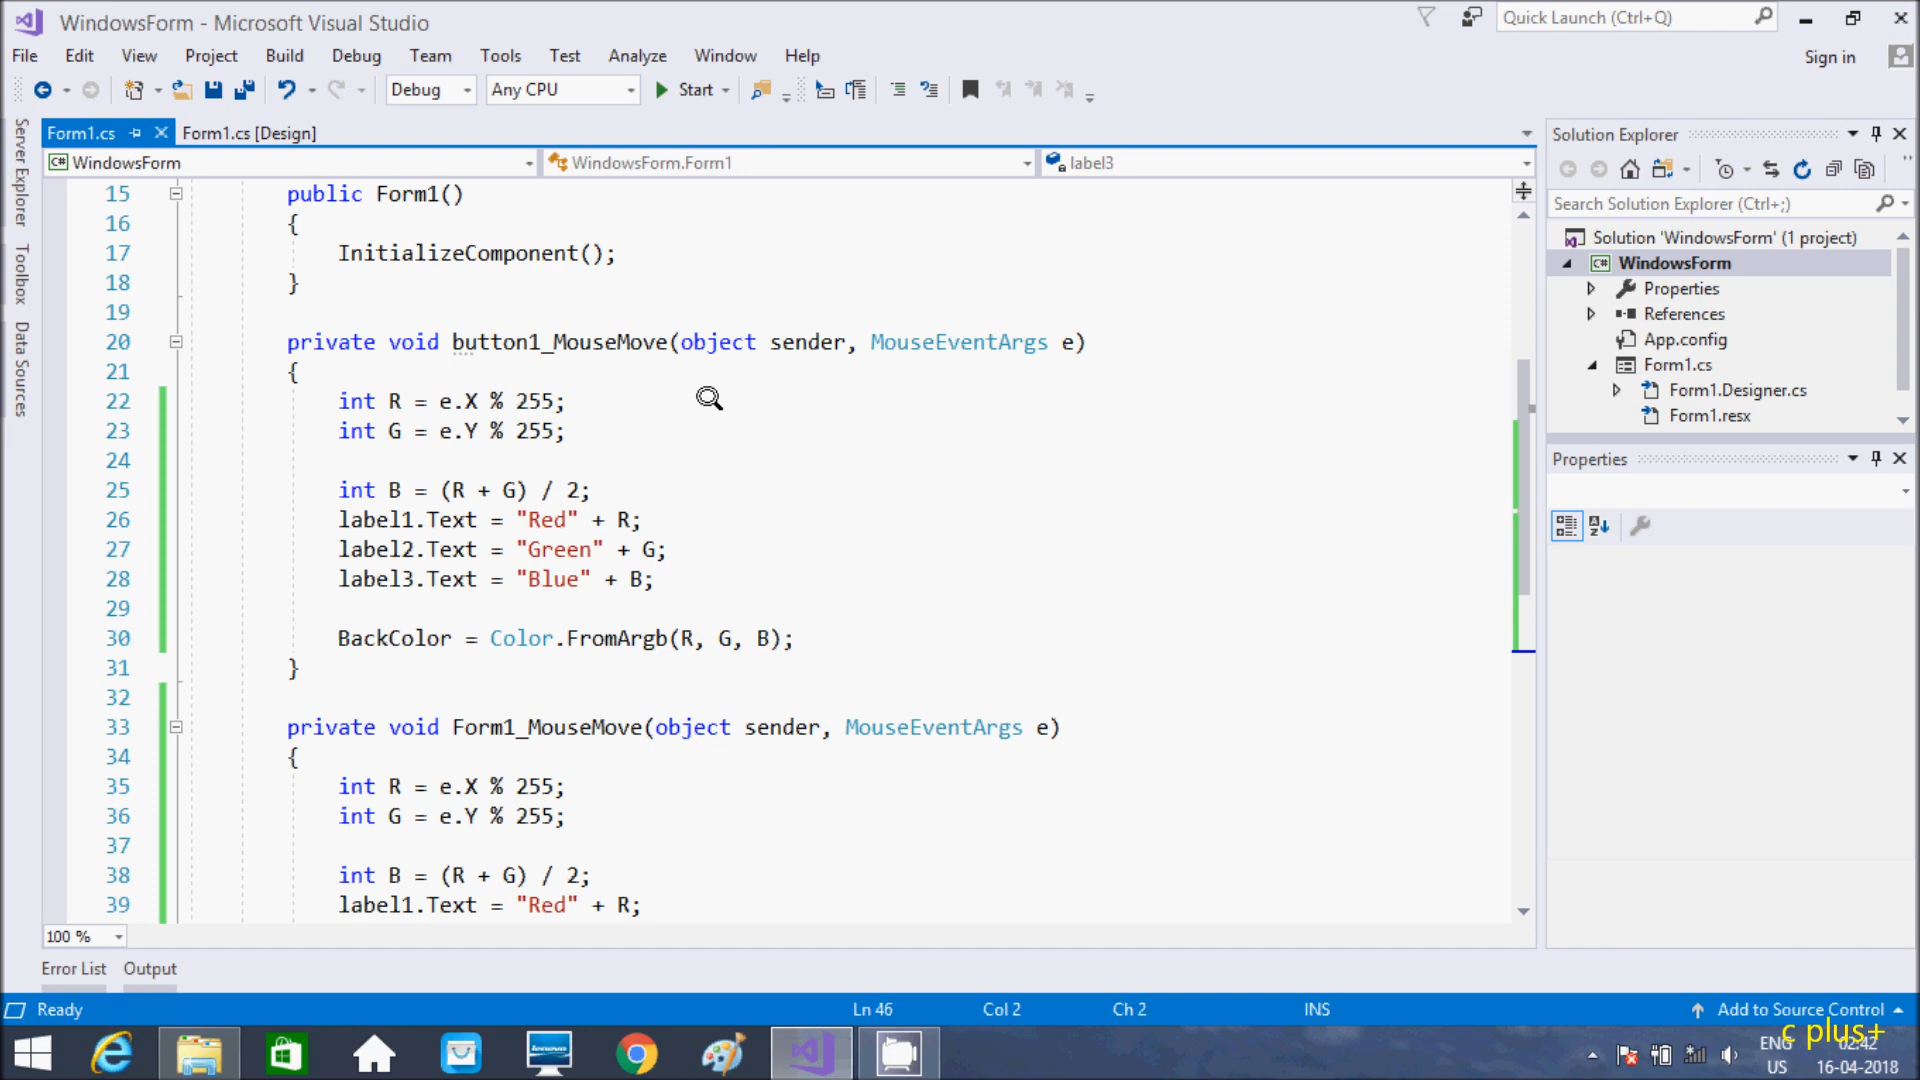 WindowsForm - Microsoft Visual Studio
Quick Launch (Ctrl+Q)
File Edit View Project Build Debug Team Tools Test Analyze Window Help
Sign in
Debug Any CPU Start
Server Explorer
Toolbox
Data Sources
Form1.cs Form1.cs [Design]
C# WindowsForm WindowsForm.Form1 label3
15 public Form1()
16 {
17 InitializeComponent();
18 }
19
20 private void button1_MouseMove(object sender, MouseEventArgs e)
21 {
22 int R = e.X % 255;
23 int G = e.Y % 255;
24
25 int B = (R + G) / 2;
26 label1.Text = "Red" + R;
27 label2.Text = "Green" + G;
28 label3.Text = "Blue" + B;
29
30 BackColor = Color.FromArgb(R, G, B);
31 }
32
33 private void Form1_MouseMove(object sender, MouseEventArgs e)
34 {
35 int R = e.X % 255;
36 int G = e.Y % 255;
37
38 int B = (R + G) / 2;
39 label1.Text = "Red" + R;
100 %
Solution Explorer
Search Solution Explorer (Ctrl+;)
Solution 'WindowsForm' (1 project)
C# WindowsForm
Properties
References
App.config
Form1.cs
Form1.Designer.cs
Form1.resx
Properties
Error List Output
Ready Ln 46 Col 2 Ch 2 INS Add to Source Control
c plus+
ENG 02:42
US 16-04-2018